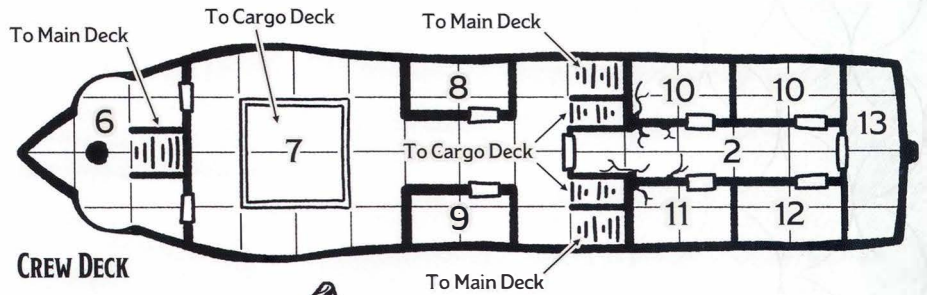 To Cargo Deck
To Main Deck
To Main Deck
8
10
10
6
7
To Cargo Deck
2
13
9
11
12
CREW DECK
To Main Deck